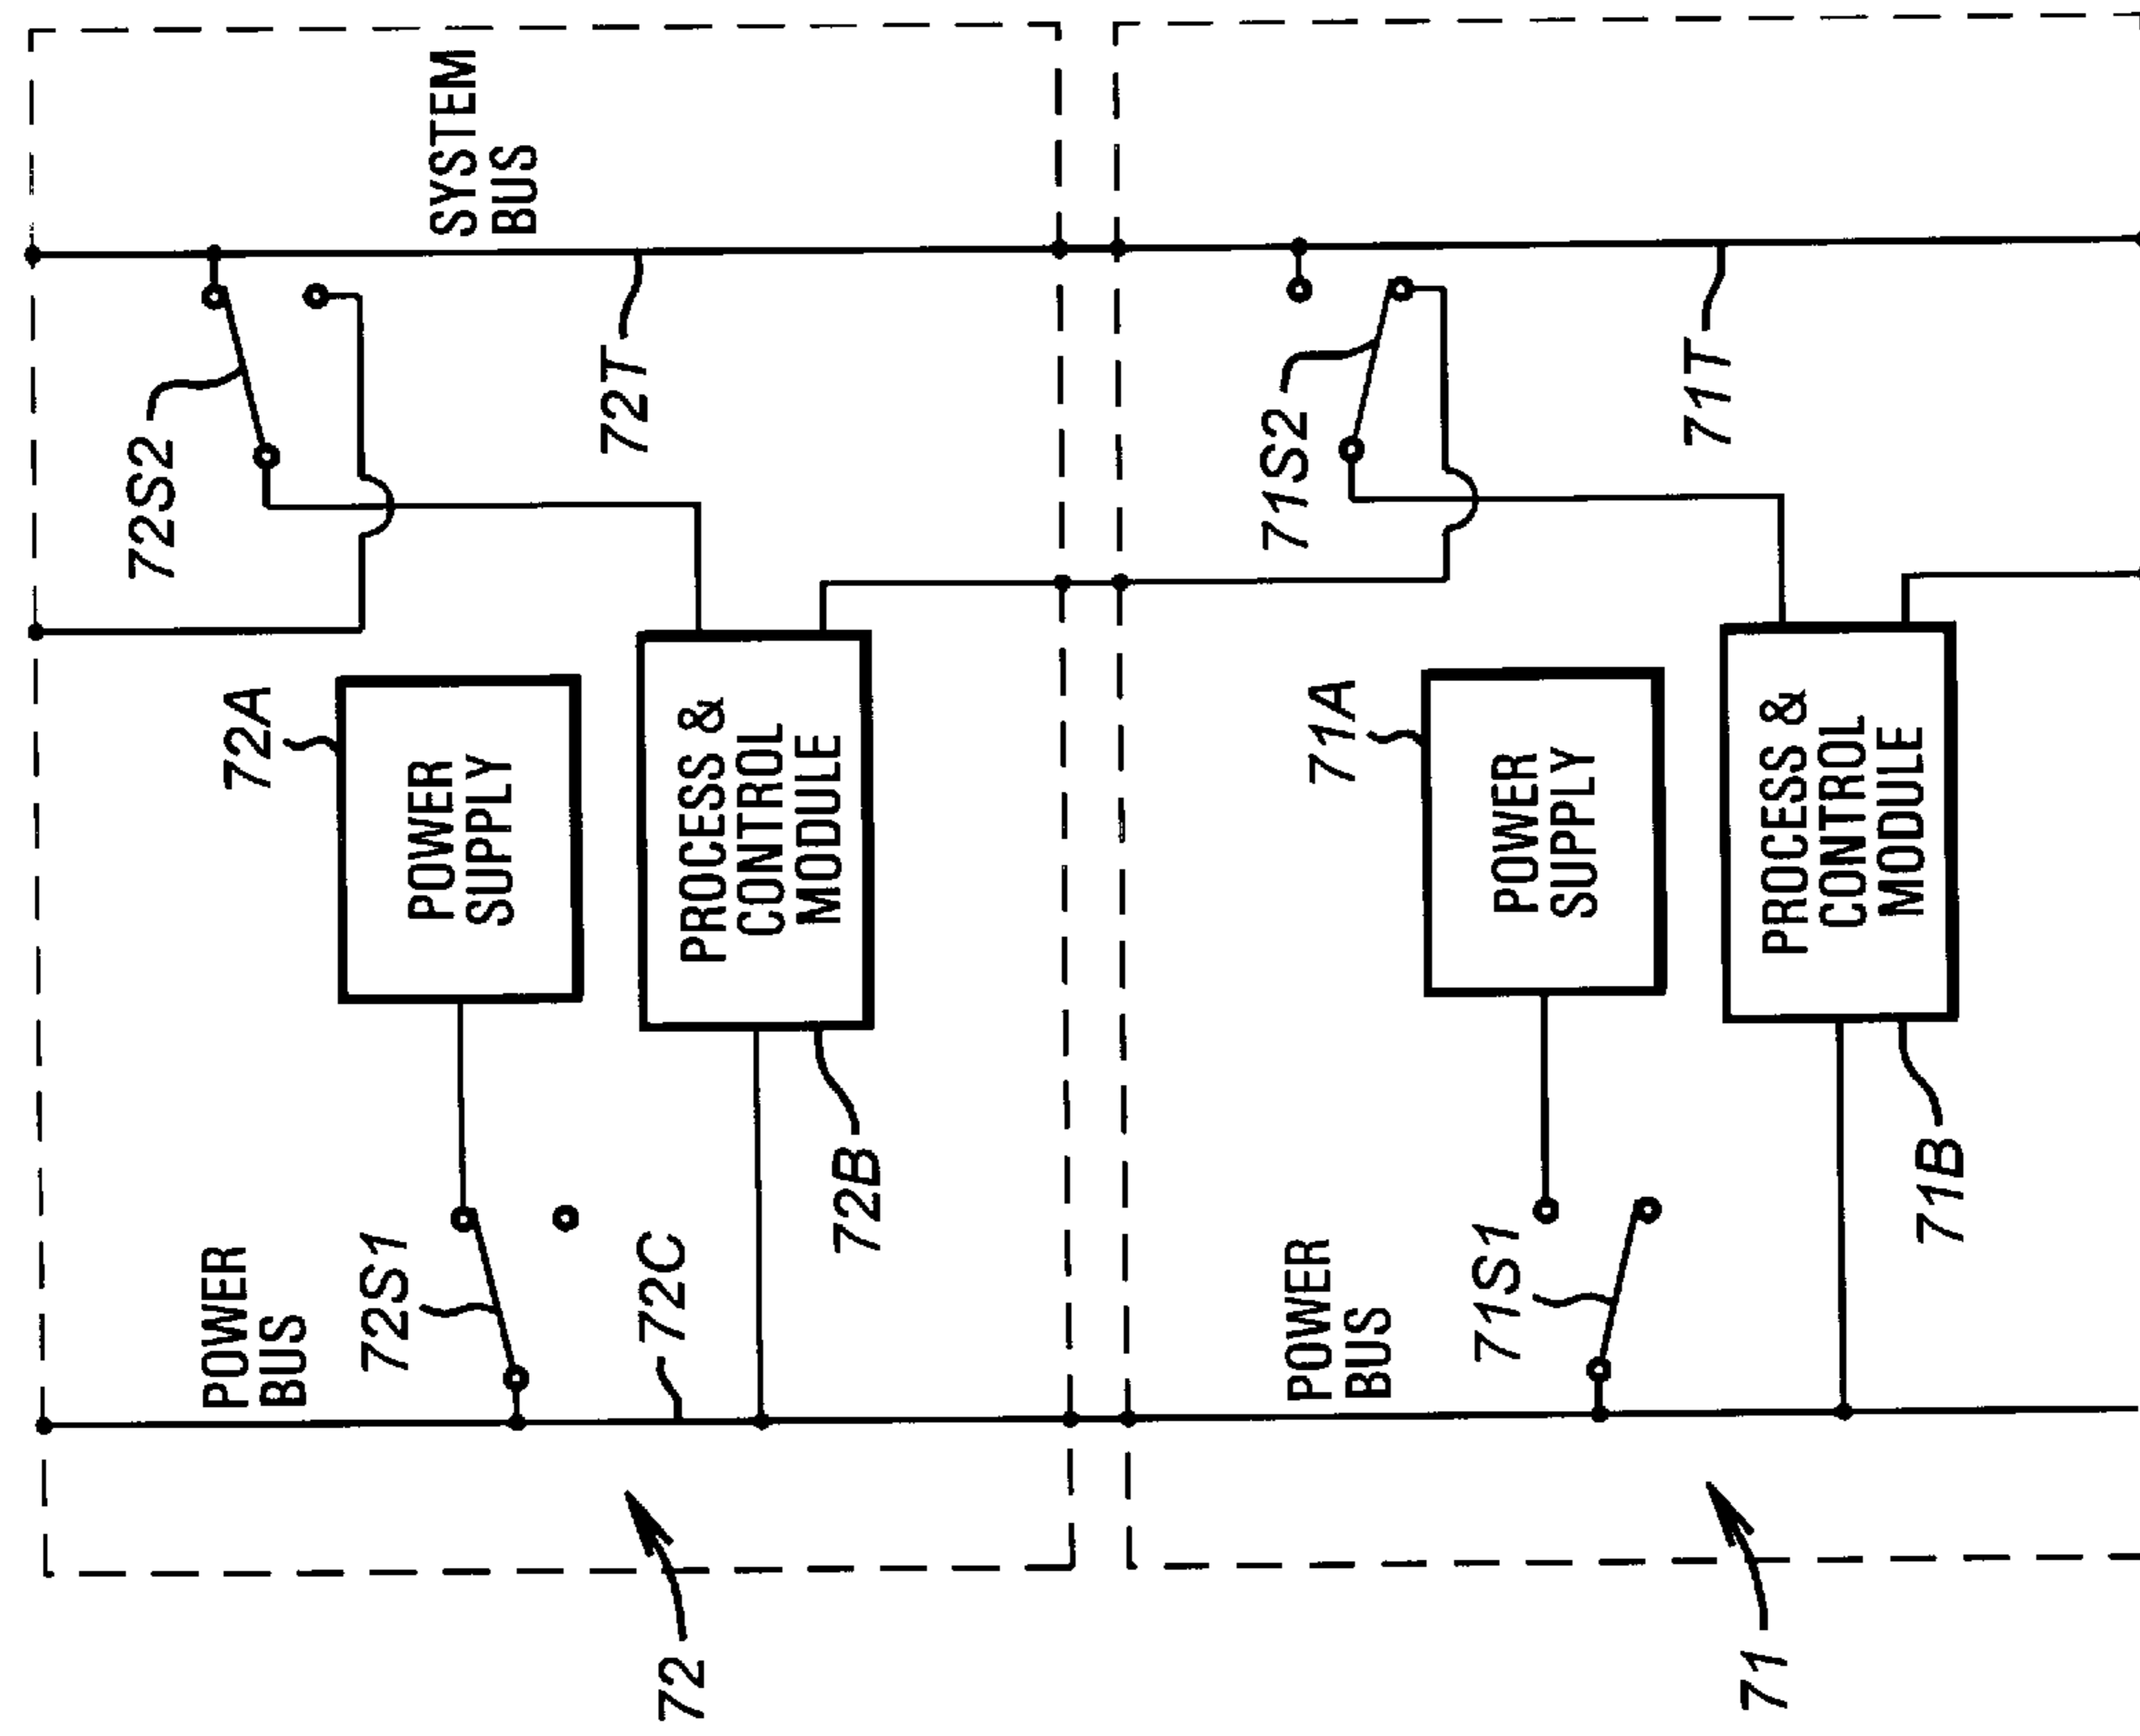 SYSTEM
BUS
72S2
72T
72A
POWER
SUPPLY
PROCESS &
CONTROL
MODULE
72B
POWER
BUS
72S1
72C
72
71S2
71T
71A
POWER
SUPPLY
PROCESS &
CONTROL
MODULE
71B
POWER
BUS
71S1
71